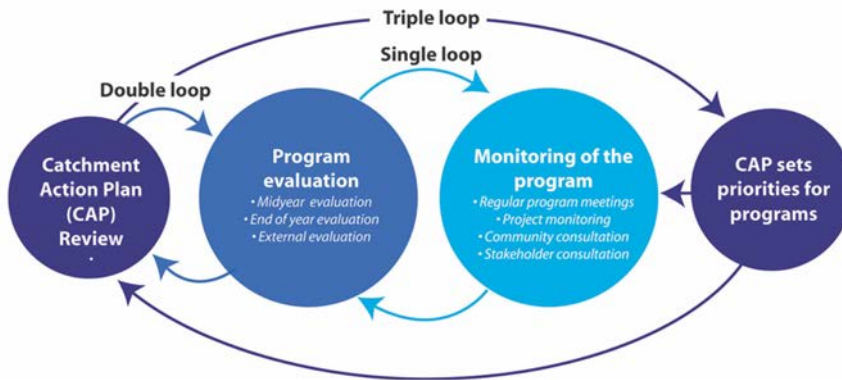 Triple loop
Single loop
Double loop
Catchment
Action Plan
(CAP)
Review
•
Program
evaluation
• Midyear evaluation
• End of year evaluation
• External evaluation
Monitoring of the
program
• Regular program meetings
• Project monitoring
• Community consultation
• Stakeholder consultation
CAP sets
priorities for
programs